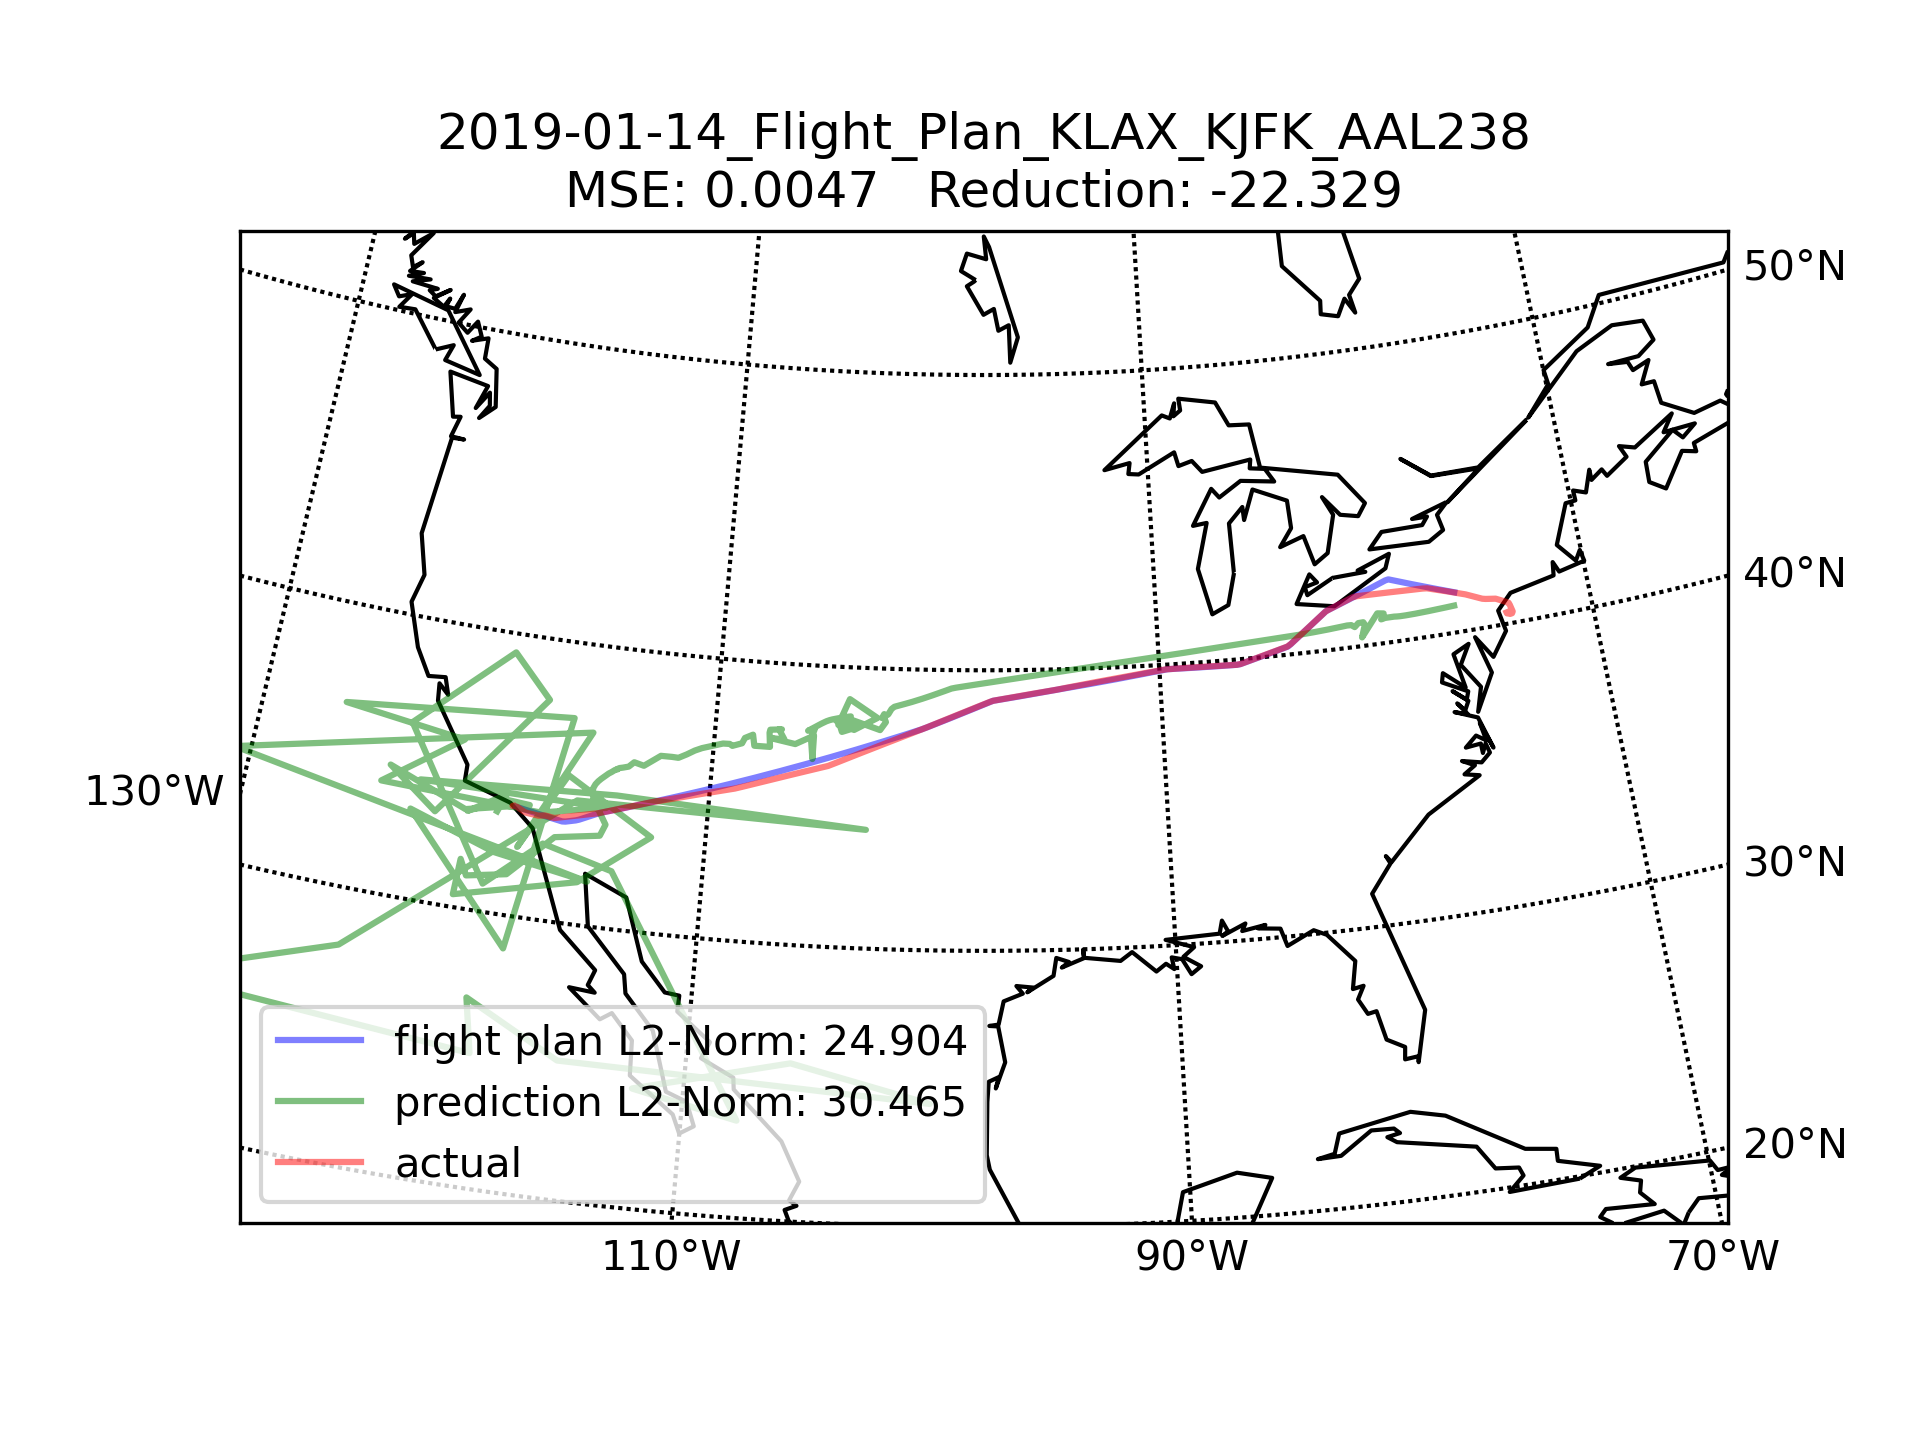 2019-01-14_Flight_Plan_KLAX_KJFK_AAL238
MSE: 0.0047   Reduction: -22.329
50°N
40°N
130°W
30°N
flight plan L2-Norm: 24.904
prediction L2-Norm: 30.465
20°N
actual
110°W
90°W
70°W